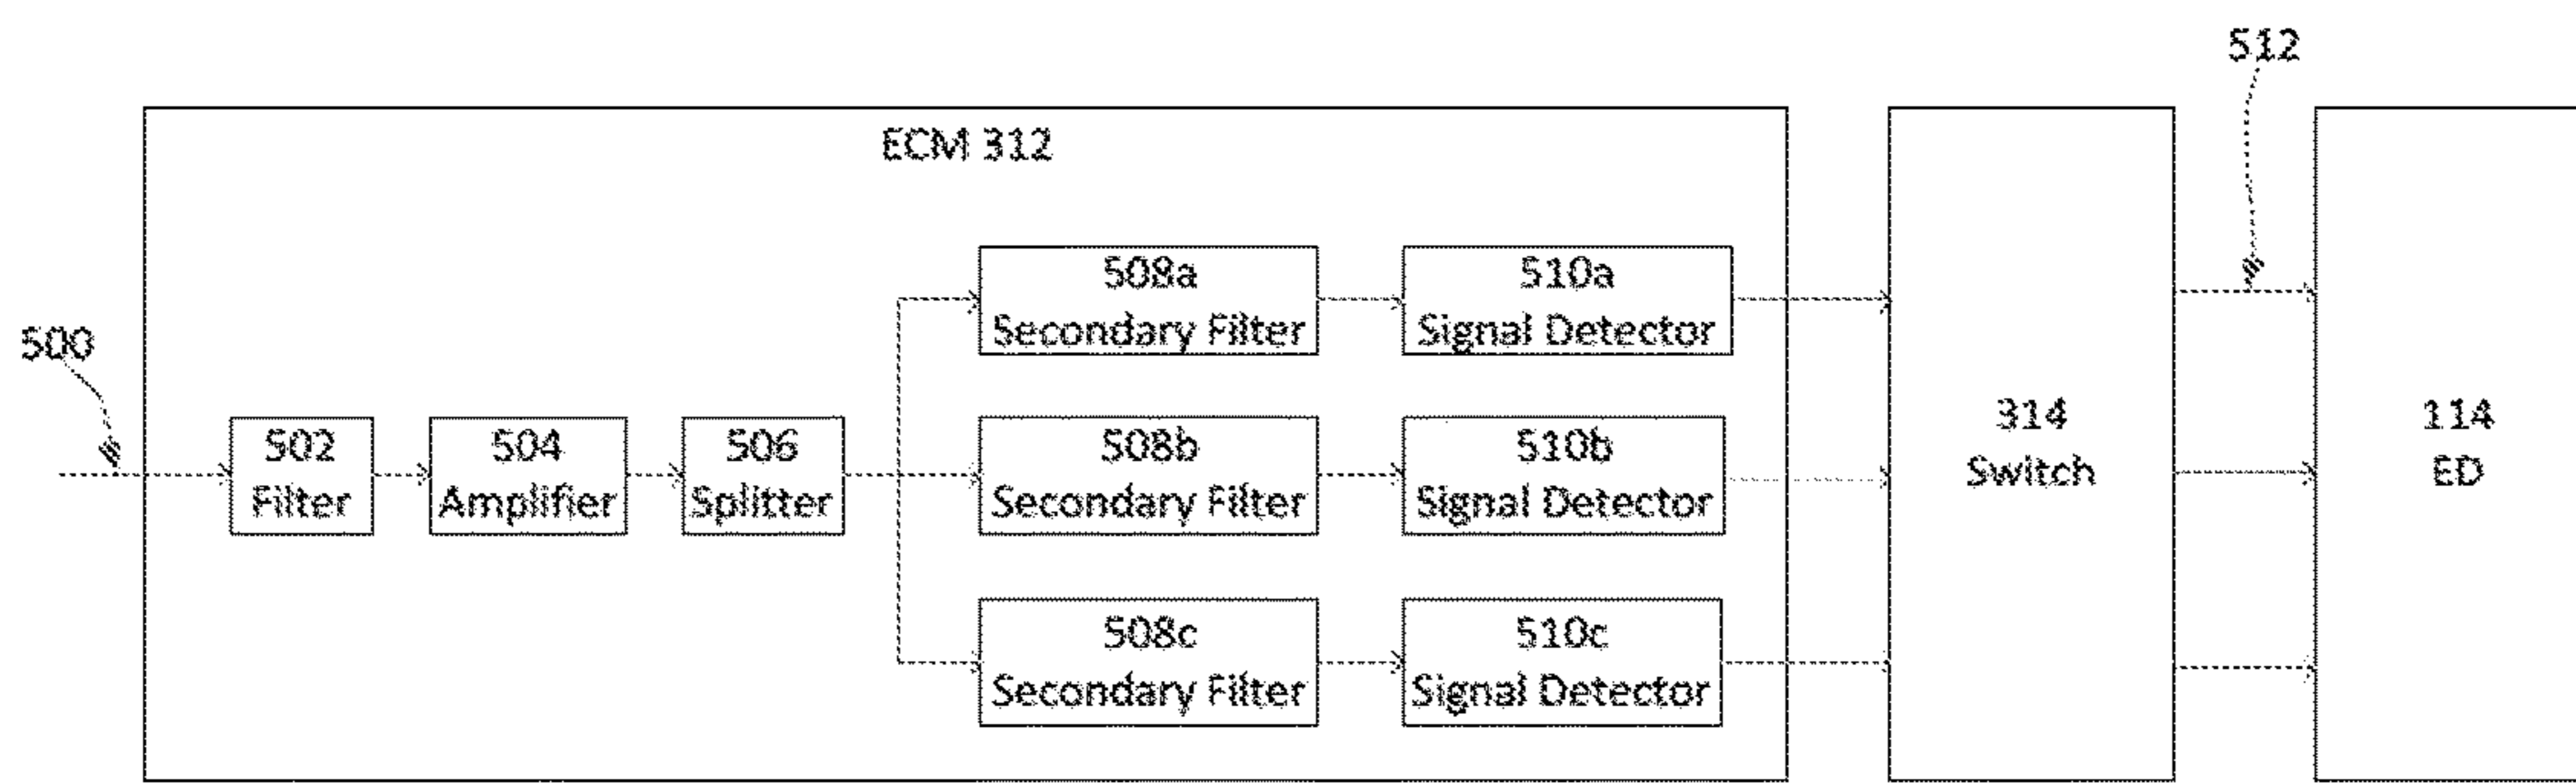 512
ECM 312
500
502
Filter
504
Amplifier
506
Splitter
508a
Secondary Filter
510a
Signal Detector
508b
Secondary Filter
510b
Signal Detector
508c
Secondary Filter
510c
Signal Detector
314
Switch
114
ED